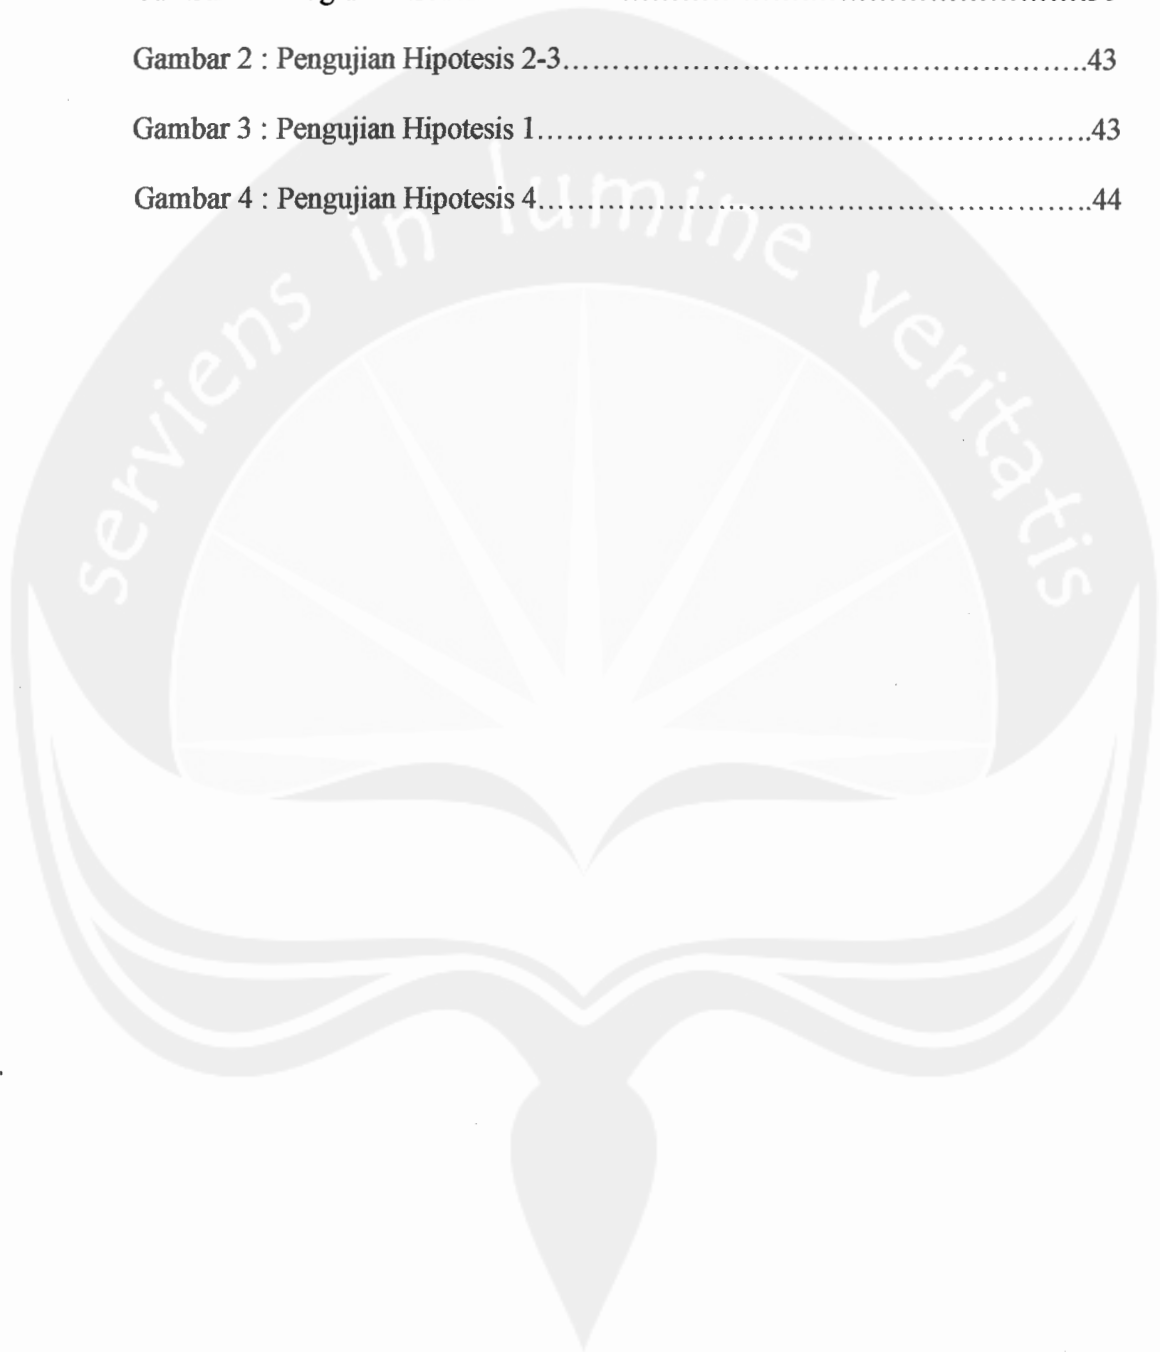 Gambar 2 : Pengujian Hipotesis 2-3......................................................43
Gambar 3 : Pengujian Hipotesis 1......................................................43
Gambar 4 : Pengujian Hipotesis 4......................................................44
serviens in lumine veritatis